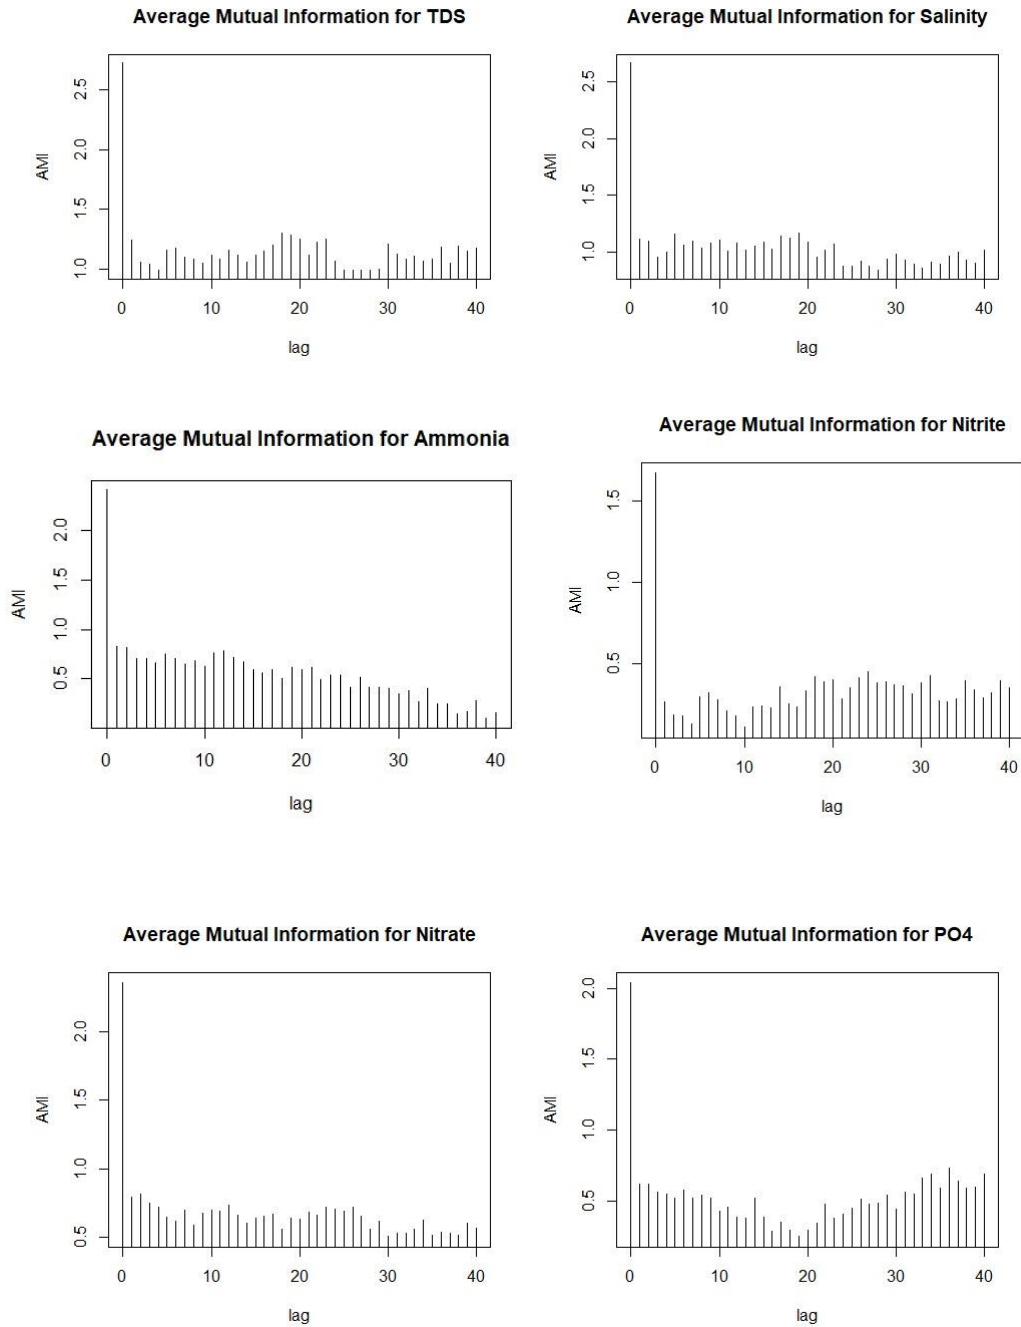 Average Mutual Information for TDS
AMI
2.5
2.0
1.5
1.0
0 10 20 30 40
lag
Average Mutual Information for Salinity
AMI
2.5
2.0
1.5
1.0
0 10 20 30 40
lag
Average Mutual Information for Ammonia
AMI
2.0
1.5
1.0
0.5
0 10 20 30 40
lag
Average Mutual Information for Nitrite
AMI
1.5
1.0
0.5
0 10 20 30 40
lag
Average Mutual Information for Nitrate
AMI
2.0
1.5
1.0
0.5
0 10 20 30 40
lag
Average Mutual Information for PO4
AMI
2.0
1.5
1.0
0.5
0 10 20 30 40
lag